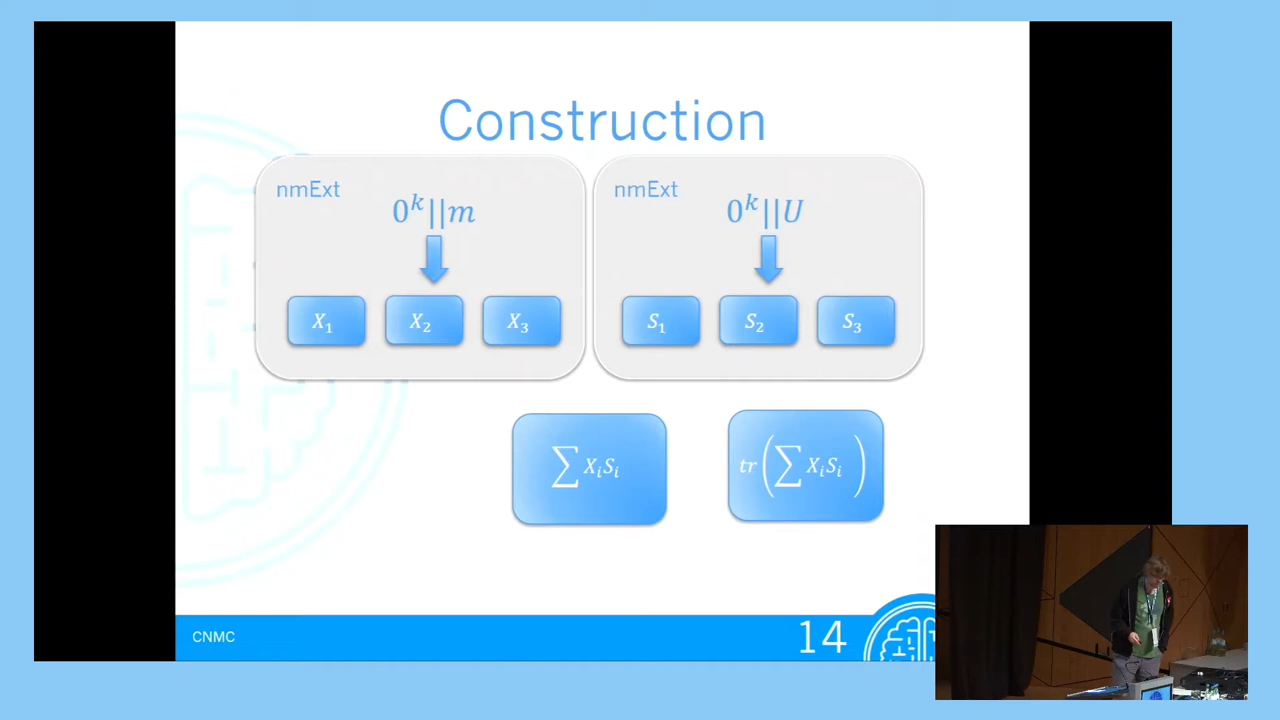 Construction
nmExt
0^k||m
X_1
X_2
X_3
nmExt
0^k||U
S_1
S_2
S_3
∑ X_i S_i
tr(∑ X_i S_i)
CNMC
14